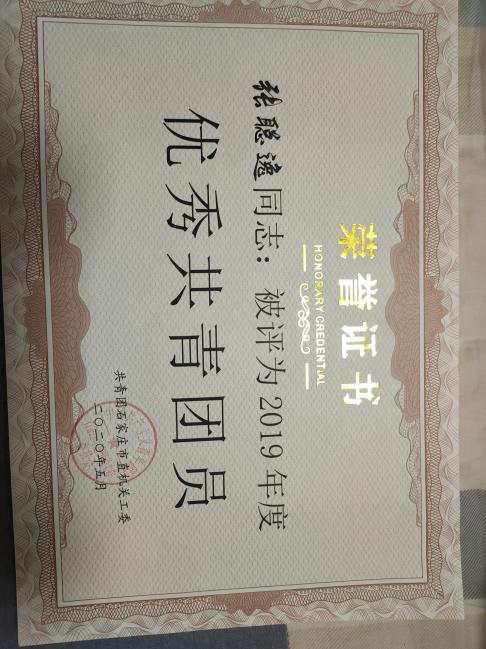 荣誉证书
HONORARY CREDENTIAL
张聪逸同志：被评为2019年度
优秀共青团员
共青团石家庄市直机关工委
二〇二〇年五月